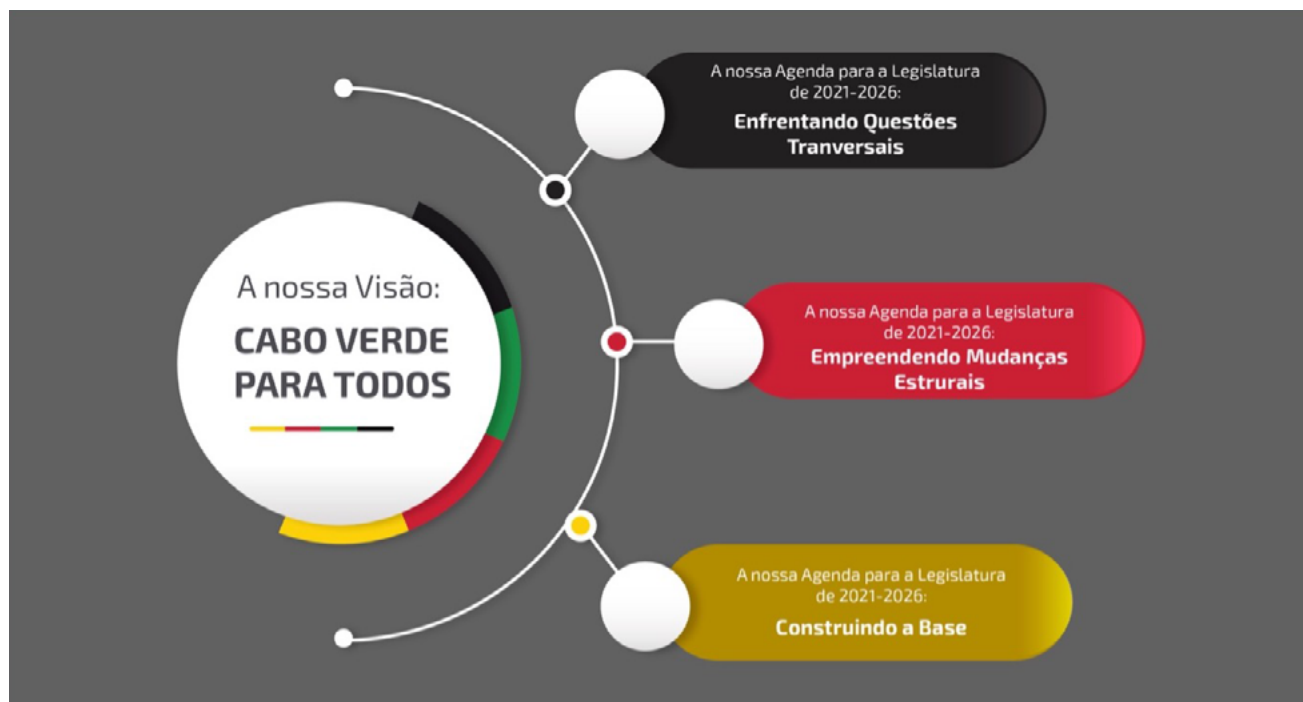 A nossa Visão:
CABO VERDE
PARA TODOS
A nossa Agenda para a Legislatura
de 2021-2026:
Enfrentando Questões
Tranversais
A nossa Agenda para a Legislatura
de 2021-2026:
Empreendendo Mudanças
Estrurais
A nossa Agenda para a Legislatura
de 2021-2026:
Construindo a Base